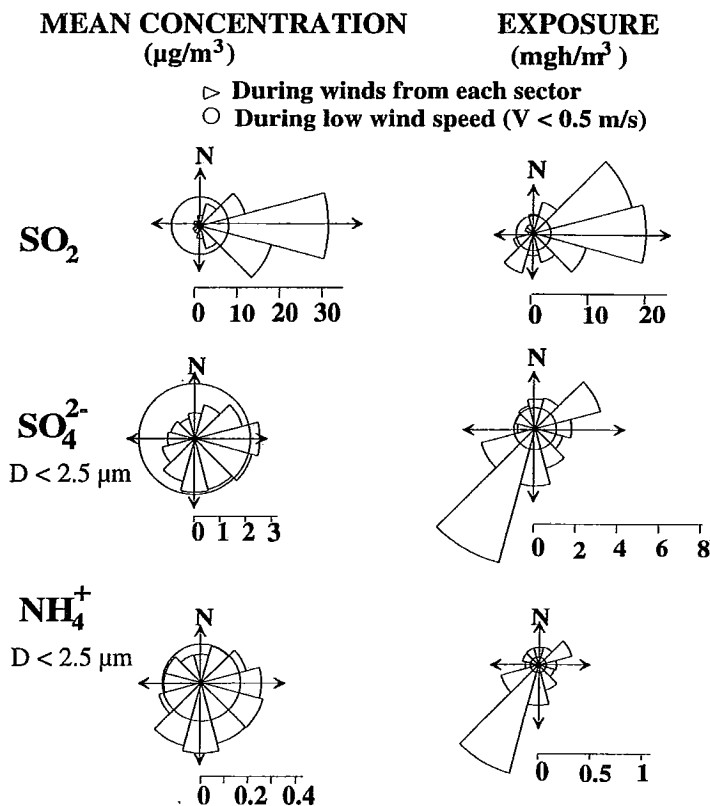 MEAN CONCENTRATION EXPOSURE
(µg/m³) (mgh/m³)
▷ During winds from each sector
○ During low wind speed (V < 0.5 m/s)
N N
SO₂
0 10 20 30 0 10 20
N N
SO₄²⁻
D < 2.5 µm
0 1 2 3 0 2 4 6 8
NH₄⁺
N N
D < 2.5 µm
0 0.2 0.4 0 0.5 1